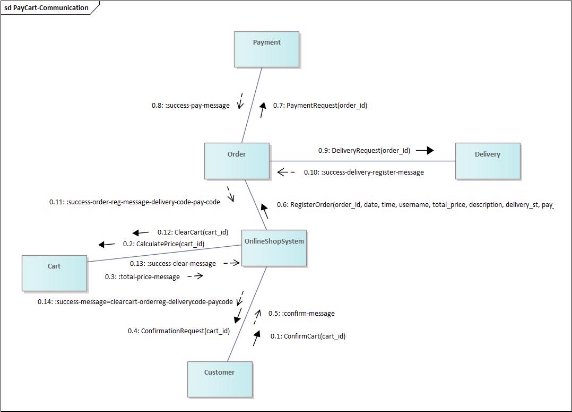 sd PayCart-Communication
Payment
0.8: :success-pay-message
0.7: PaymentRequest(order_id)
Order
0.9: DeliveryRequest(order_id)
Delivery
0.10: :success-delivery-register-message
0.11: :success-order-reg-message-delivery-code-pay-code
0.6: RegisterOrder(order_id, date, time, username, total_price, description, delivery_st, pay_
0.12: ClearCart(cart_id)
0.2: CalculatePrice(cart_id)
OnlineShopSystem
Cart
0.13: :success-clear-message
0.3: :total-price-message
0.14: :success-message=clearcart-orderreg-deliverycode-paycode
0.5: :confirm-message
0.4: ConfirmationRequest(cart_id)
0.1: ConfirmCart(cart_id)
Customer